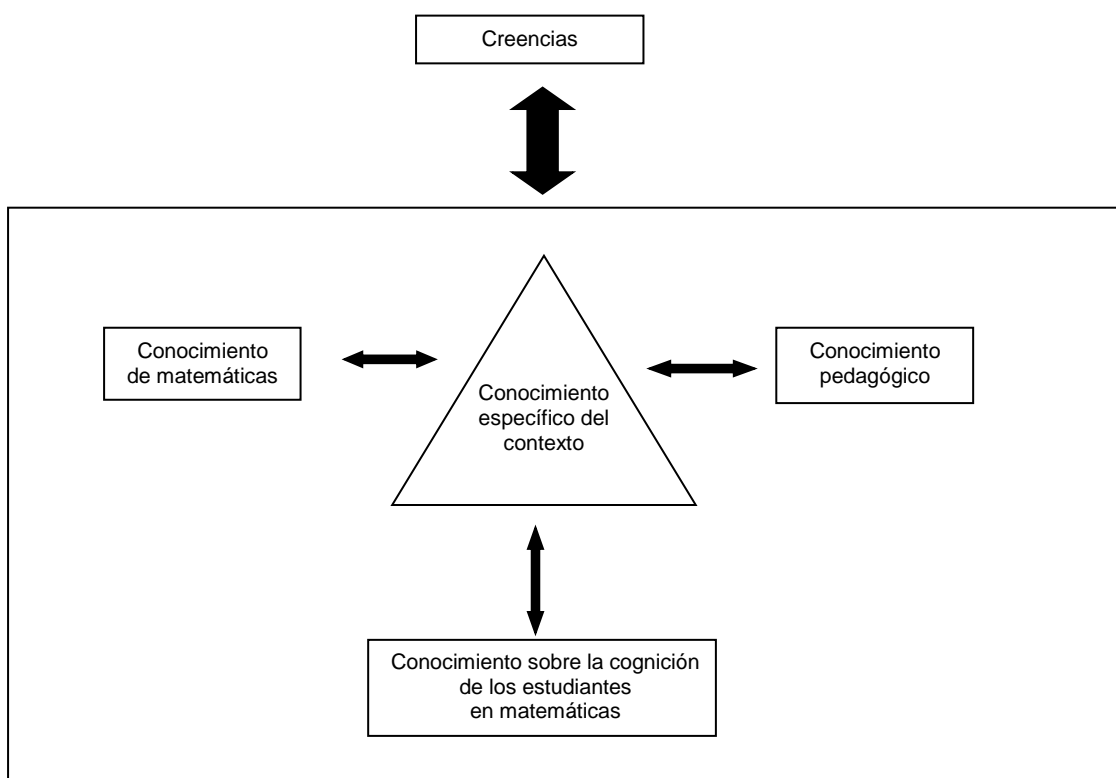 Creencias
Conocimiento
de matemáticas
Conocimiento
pedagógico
Conocimiento
específico del
contexto
Conocimiento sobre la cognición
de los estudiantes
en matemáticas